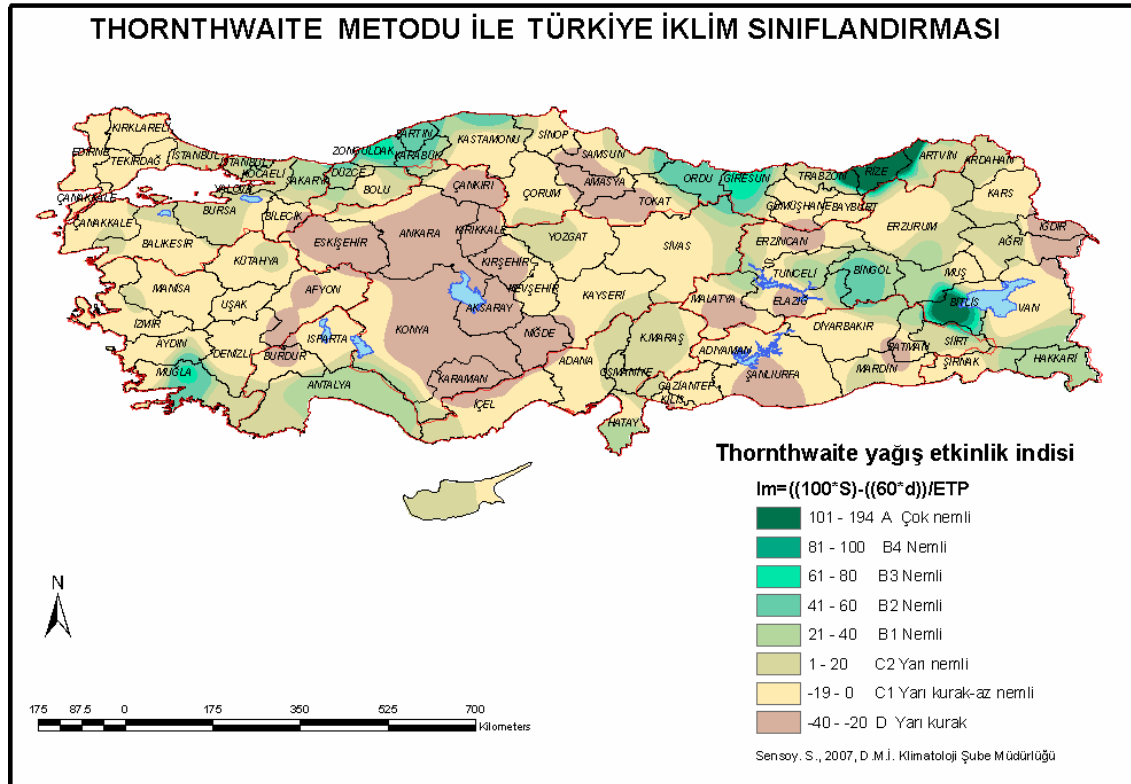 THORNTHWAITE METODU İLE TÜRKİYE İKLİM SINIFLANDIRMASI
KIRKLARELİ
EDİRNE
TEKİRDAĞ
İSTANBUL
İSTANBUL
KOCAELİ
YALOVA
SAKARYA
DÜZCE
ZONGULDAK
BARTIN
KARABÜK
KASTAMONU
SİNOP
SAMSUN
BOLU
ÇANKIRI
ÇORUM
AMASYA
TOKAT
ORDU
GİRESUN
TRABZON
RİZE
ARTVİN
ARDAHAN
KARS
GÜMÜŞHANE
BAYBURT
ÇANAKKALE
ÇANAKKALE
BURSA
BİLECİK
BALIKESİR
ESKİŞEHİR
ANKARA
KIRIKKALE
YOZGAT
SİVAS
ERZİNCAN
ERZURUM
IĞDIR
AĞRI
KÜTAHYA
KIRŞEHİR
TUNCELİ
BİNGÖL
MUŞ
MANİSA
UŞAK
AFYON
NEVŞEHİR
KAYSERİ
MALATYA
ELAZIĞ
BİTLİS
VAN
İZMİR
AKSARAY
AYDIN
DENİZLİ
ISPARTA
KONYA
NİĞDE
K.MARAŞ
ADIYAMAN
DİYARBAKIR
BATMAN
SİİRT
ŞIRNAK
HAKKARİ
BURDUR
MUĞLA
ANTALYA
KARAMAN
ADANA
OSMANİYE
GAZİANTEP
KİLİS
ŞANLIURFA
MARDİN
İÇEL
HATAY
Thornthwaite yağış etkinlik indisi
Im=((100*S)-((60*d))/ETP
101 - 194 A Çok nemli
81 - 100 B4 Nemli
61 - 80 B3 Nemli
41 - 60 B2 Nemli
21 - 40 B1 Nemli
1 - 20 C2 Yarı nemli
-19 - 0 C1 Yarı kurak-az nemli
-40 - -20 D Yarı kurak
N
175 87.5 0 175 350 525 700
Kilometers
Sensoy. S., 2007, D.M.İ. Klimatoloji Şube Müdürlüğü